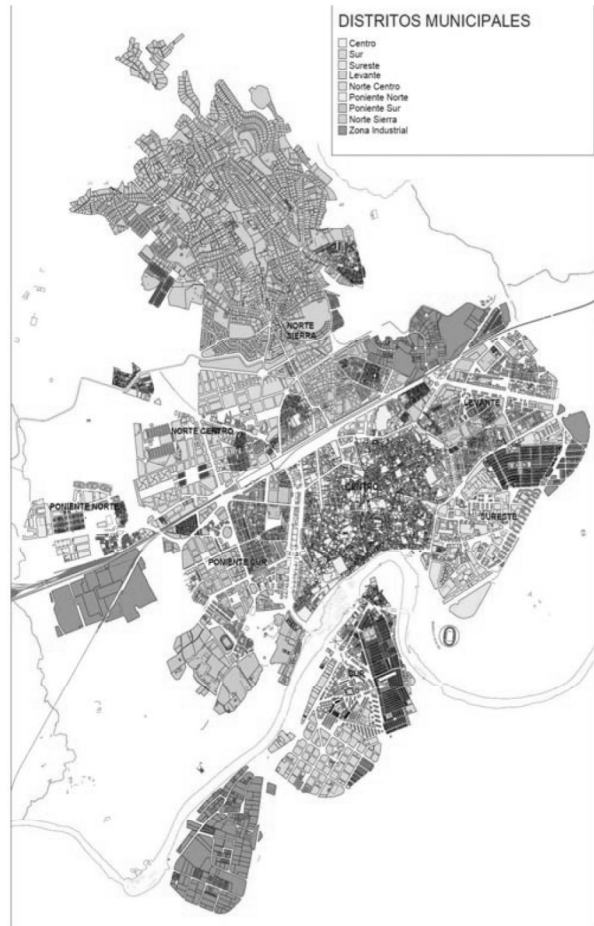 DISTRITOS MUNICIPALES
Centro
Sur
Sureste
Levante
Norte Centro
Poniente Norte
Poniente Sur
Norte Sierra
Zona Industrial
NORTE
SIERRA
LEVANTE
NORTE CENTRO
CENTRO
PONIENTE NORTE
SURESTE
PONIENTE SUR
SUR